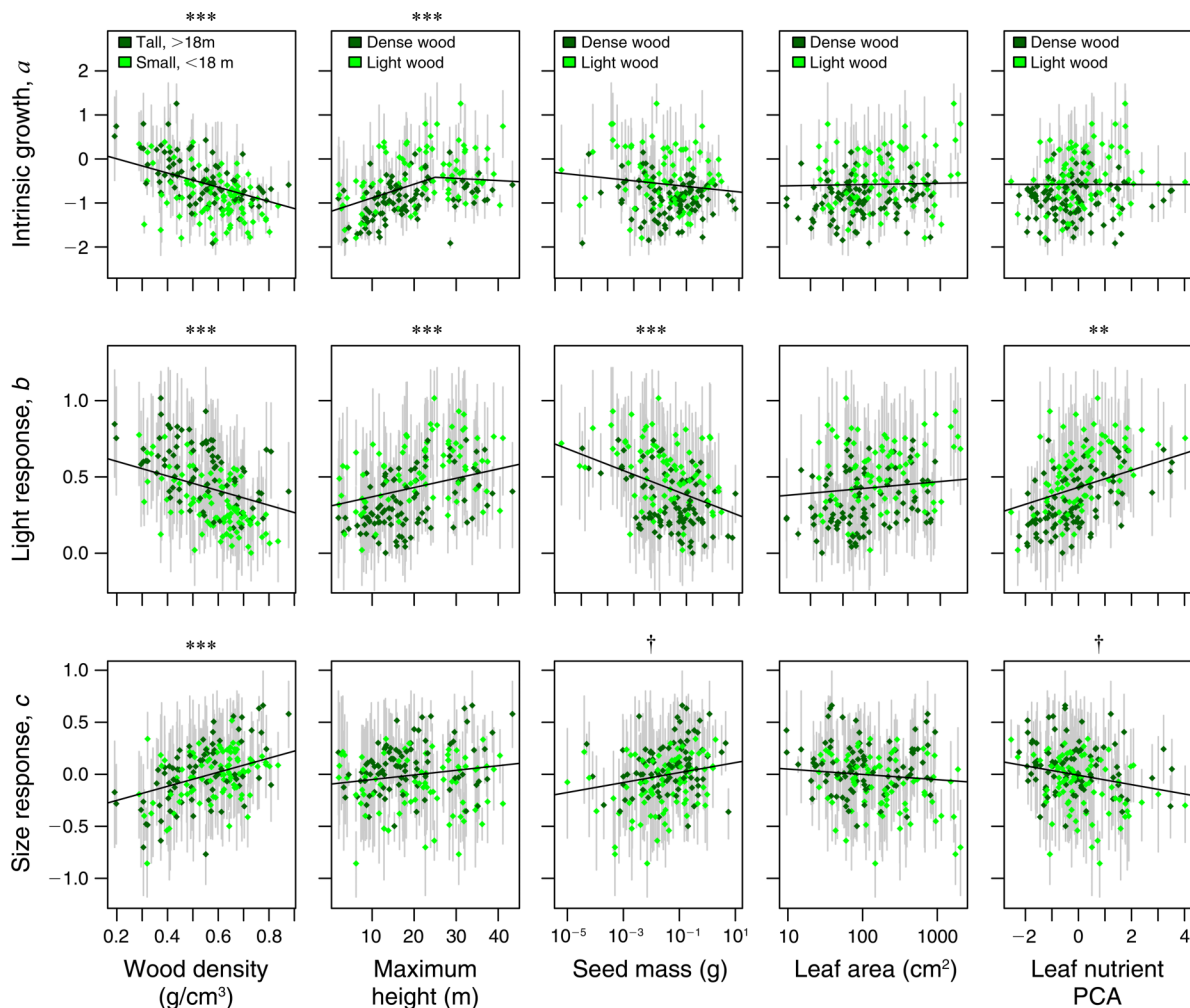 *** ***
Tall, >18m
Small, <18 m
Dense wood
Light wood
Dense wood
Light wood
Dense wood
Light wood
Dense wood
Light wood
Intrinsic growth, a
2
1
0
−1
−2
*** *** *** **
Light response, b
1.0
0.5
0.0
*** † †
Size response, c
1.0
0.5
0.0
−0.5
−1.0
0.2 0.4 0.6 0.8
10 20 30 40
10⁻⁵ 10⁻³ 10⁻¹ 10¹
10 100 1000
−2 0 2 4
Wood density
(g/cm³)
Maximum
height (m)
Seed mass (g)
Leaf area (cm²)
Leaf nutrient
PCA